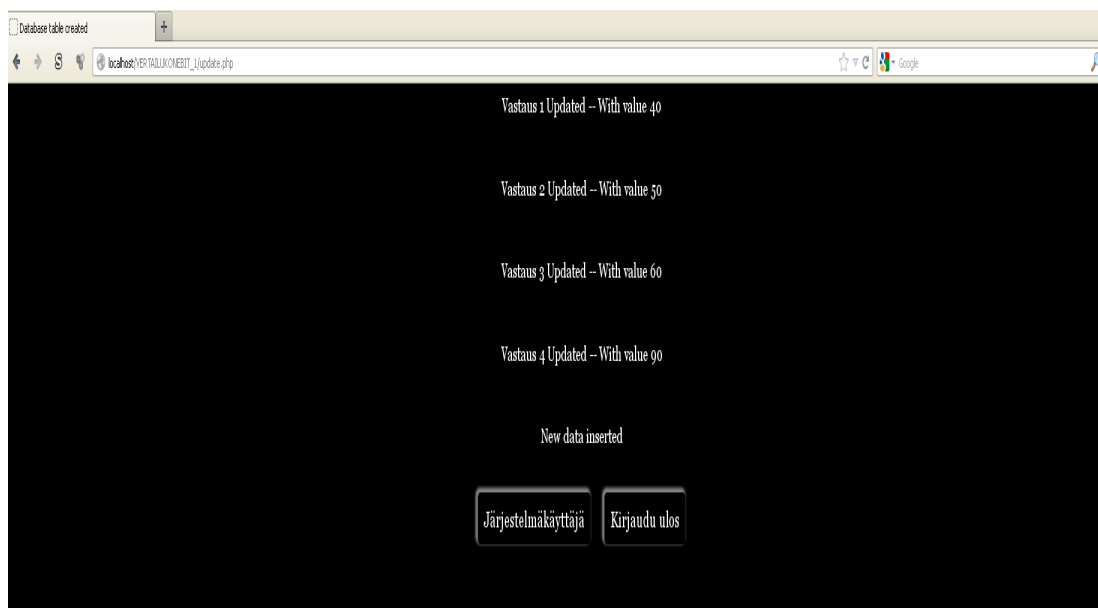 Database table created
localhost/VERTAILUKONEEBIT_1/update.php
Google
Vastaus 1 Updated -- With value 40
Vastaus 2 Updated -- With value 50
Vastaus 3 Updated -- With value 60
Vastaus 4 Updated -- With value 90
New data inserted
Järjestelmäkäyttäjä Kirjaudu ulos